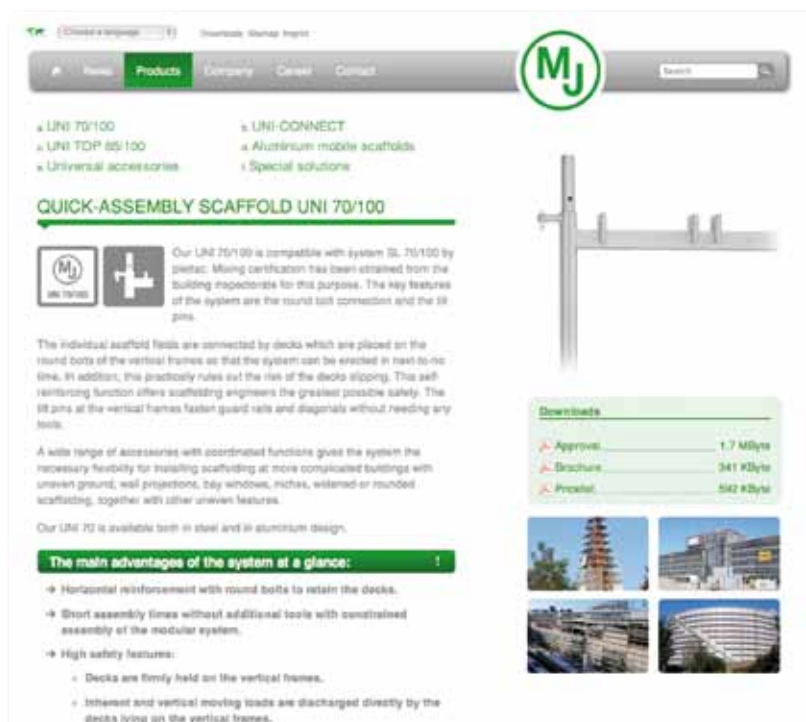 Choose a language
Downloads Sitemap Imprint
News Products Company Career Contact
MJ
Search
a. UNI 70/100
b. UNI-CONNECT
c. UNI TOP 65/100
d. Aluminium mobile scaffolds
e. Universal accessories
f. Special solutions
QUICK-ASSEMBLY SCAFFOLD UNI 70/100
MJ
UNI 70/100
Our UNI 70/100 is compatible with system SL 70/100 by
plettac. Mixing certification has been obtained from the
building inspectorate for this purpose. The key features
of the system are the round bolt connection and the tilt
pins.
The individual scaffold fields are connected by decks which are placed on the
round bolts of the vertical frames so that the system can be erected in next-to-no
time. In addition, this practically rules out the risk of the decks slipping. This self-
reinforcing function offers scaffolding engineers the greatest possible safety. The
tilt pins at the vertical frames fasten guard rails and diagonals without needing any
tools.
A wide range of accessories with coordinated functions gives the system the
necessary flexibility for installing scaffolding at more complicated buildings with
uneven ground, wall projections, bay windows, niches, widened or rounded
scaffolding, together with other uneven features.
Our UNI 70 is available both in steel and in aluminium design.
The main advantages of the system at a glance: !
→ Horizontal reinforcement with round bolts to retain the decks.
→ Short assembly times without additional tools with constrained
assembly of the modular system.
→ High safety features:
Decks are firmly held on the vertical frames.
Inherent and vertical moving loads are discharged directly by the
decks lying on the vertical frames.
Downloads
Approval 1.7 MByte
Brochure 341 KByte
Pricelist 592 KByte